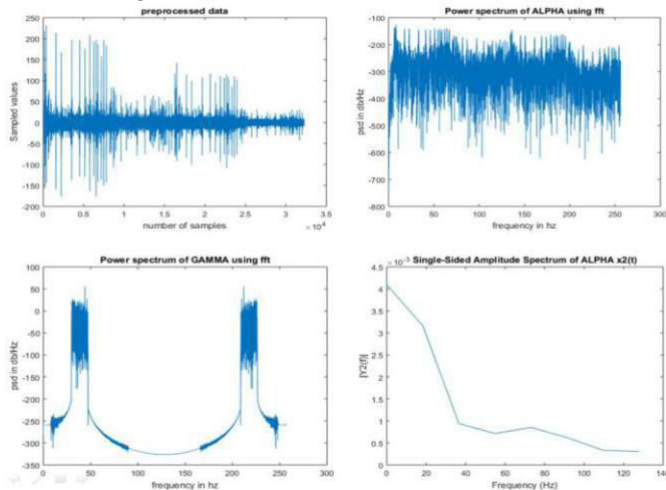 preprocessed data
250
200
150
100
50
0
-50
-100
-150
-200
Sampled values
0 0.5 1 1.5 2 2.5 3 3.5
× 10^4
number of samples
Power spectrum of ALPHA using fft
-100
-200
-300
-400
-500
-600
-700
-800
psd in db/Hz
0 50 100 150 200 250 300
frequency in hz
Power spectrum of GAMMA using fft
100
50
0
-50
-100
-150
-200
-250
-300
-350
psd in db/Hz
0 50 100 150 200 250 300
frequency in hz
× 10^-3 Single-Sided Amplitude Spectrum of ALPHA x2(t)
4.5
4
3.5
3
2.5
2
1.5
1
0.5
0
|Y2(f)|
0 20 40 60 80 100 120 140
Frequency (Hz)